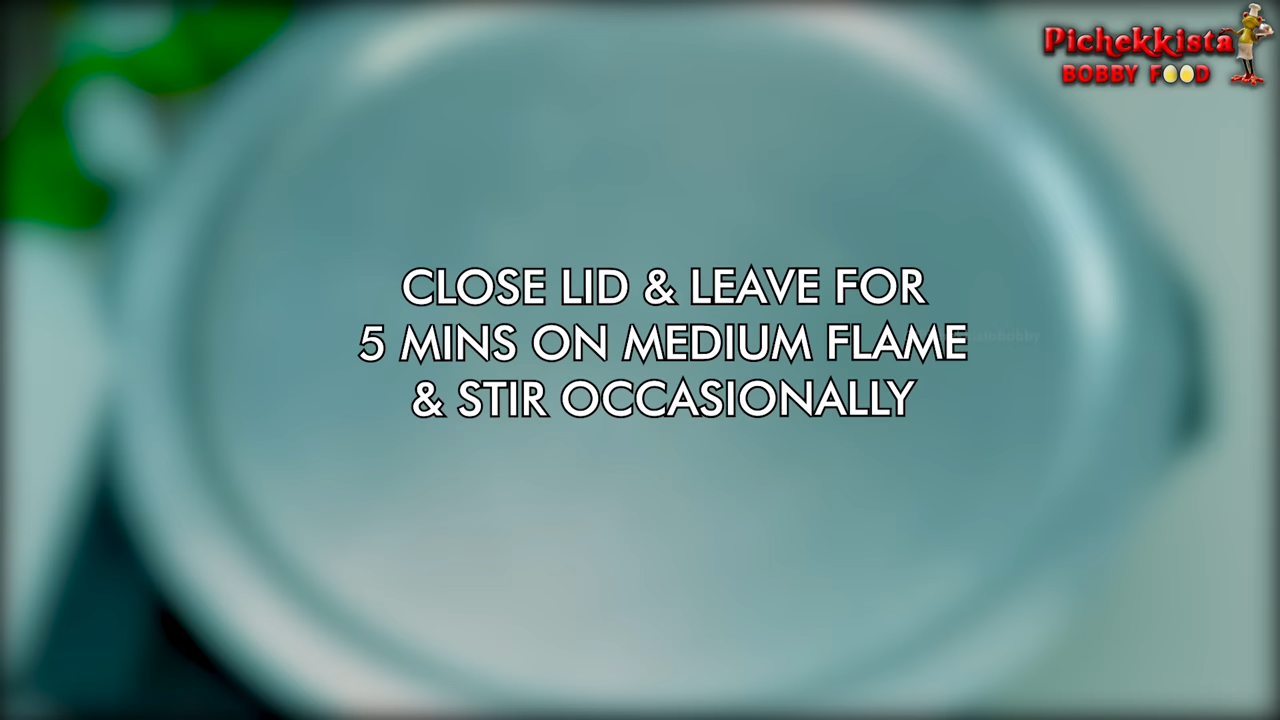 Pichekkista
BOBBY FOOD
CLOSE LID & LEAVE FOR
5 MINS ON MEDIUM FLAME
& STIR OCCASIONALLY